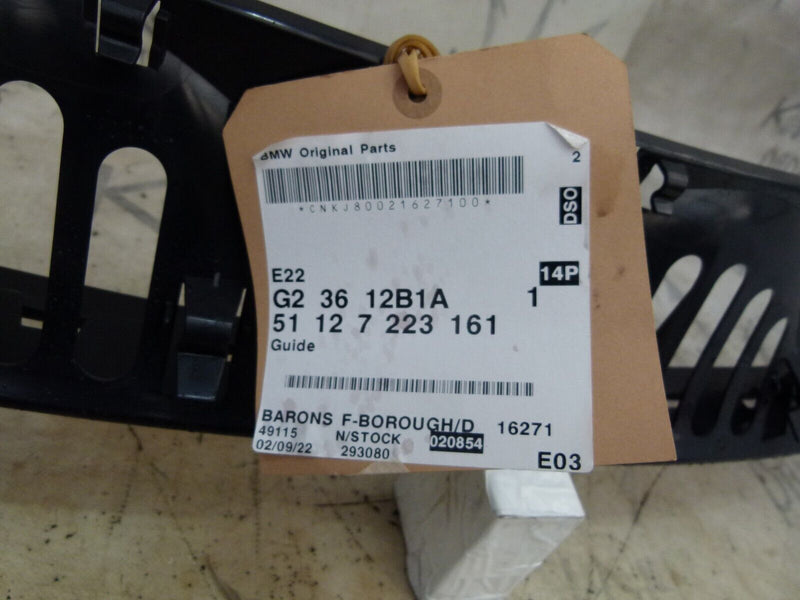 BMW Original Parts 2
*CNKJ80021627100*
DSO
E22 14P
G2 36 12B1A 1
51 12 7 223 161
Guide
BARONS F-BOROUGH/D 16271
49115 N/STOCK 020854
02/09/22 293080
E03